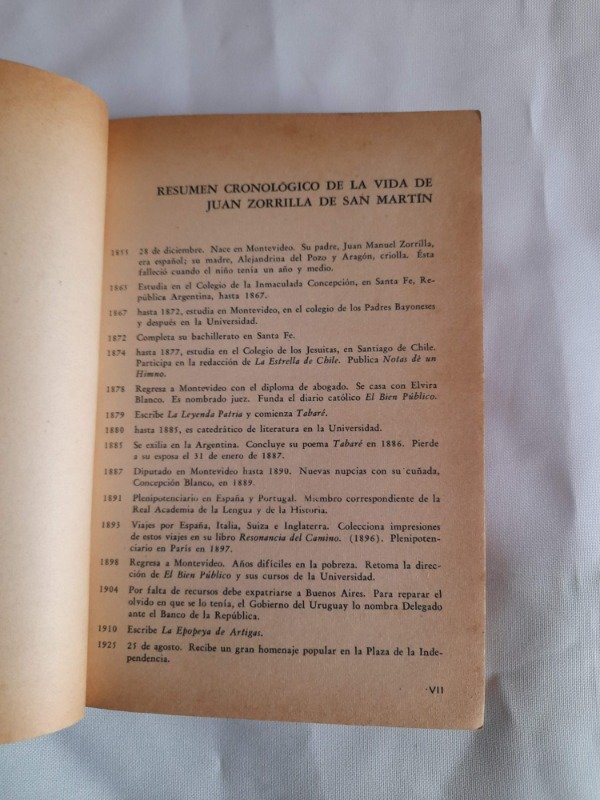 RESUMEN CRONOLÓGICO DE LA VIDA DE
JUAN ZORRILLA DE SAN MARTÍN
1855 28 de diciembre. Nace en Montevideo. Su padre, Juan Manuel Zorrilla,
era español; su madre, Alejandrina del Pozo y Aragón, criolla. Ésta
falleció cuando el niño tenía un año y medio.
1865 Estudia en el Colegio de la Inmaculada Concepción, en Santa Fe, Re-
pública Argentina, hasta 1867.
1867 hasta 1872, estudia en Montevideo, en el colegio de los Padres Bayoneses
y después en la Universidad.
1872 Completa su bachillerato en Santa Fe.
1874 hasta 1877, estudia en el Colegio de los Jesuitas, en Santiago de Chile.
Participa en la redacción de La Estrella de Chile. Publica Notas de un
Himno.
1878 Regresa a Montevideo con el diploma de abogado. Se casa con Elvira
Blanco. Es nombrado juez. Funda el diario católico El Bien Público.
1879 Escribe La Leyenda Patria y comienza Tabaré.
1880 hasta 1885, es catedrático de literatura en la Universidad.
1885 Se exilia en la Argentina. Concluye su poema Tabaré en 1886. Pierde
a su esposa el 31 de enero de 1887.
1887 Diputado en Montevideo hasta 1890. Nuevas nupcias con su cuñada,
Concepción Blanco, en 1889.
1891 Plenipotenciario en España y Portugal. Miembro correspondiente de la
Real Academia de la Lengua y de la Historia.
1893 Viajes por España, Italia, Suiza e Inglaterra. Colecciona impresiones
de estos viajes en su libro Resonancia del Camino. (1896). Plenipoten-
ciario en París en 1897.
1898 Regresa a Montevideo. Años difíciles en la pobreza. Retoma la direc-
ción de El Bien Público y sus cursos de la Universidad.
1904 Por falta de recursos debe expatriarse a Buenos Aires. Para reparar el
olvido en que se lo tenía, el Gobierno del Uruguay lo nombra Delegado
ante el Banco de la República.
1910 Escribe La Epopeya de Artigas.
1925 25 de agosto. Recibe un gran homenaje popular en la Plaza de la Inde-
pendencia.
VII